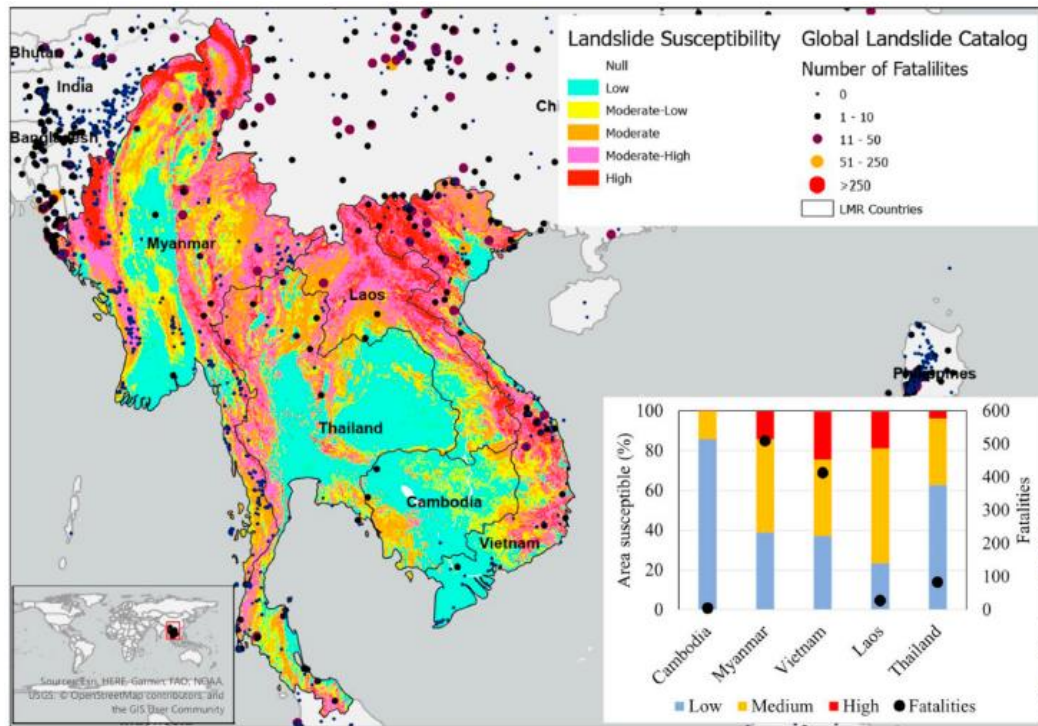 Landslide Susceptibility
Null
Low
Moderate-Low
Moderate
Moderate-High
High
Global Landslide Catalog
Number of Fatalilites
0
1 - 10
11 - 50
51 - 250
>250
LMR Countries
Bhutan
India
Bangladesh
Chi
Myanmar
Laos
Thailand
Cambodia
Vietnam
Philippines
Sources: Esri, HERE, Garmin, FAO, NOAA,
USGS, © OpenStreetMap contributors, and
the GIS User Community
Area susceptible (%)
100
80
60
40
20
0
600
500
400
300
200
100
0
Fatalities
Cambodia
Myanmar
Vietnam
Laos
Thailand
Low
Medium
High
Fatalities